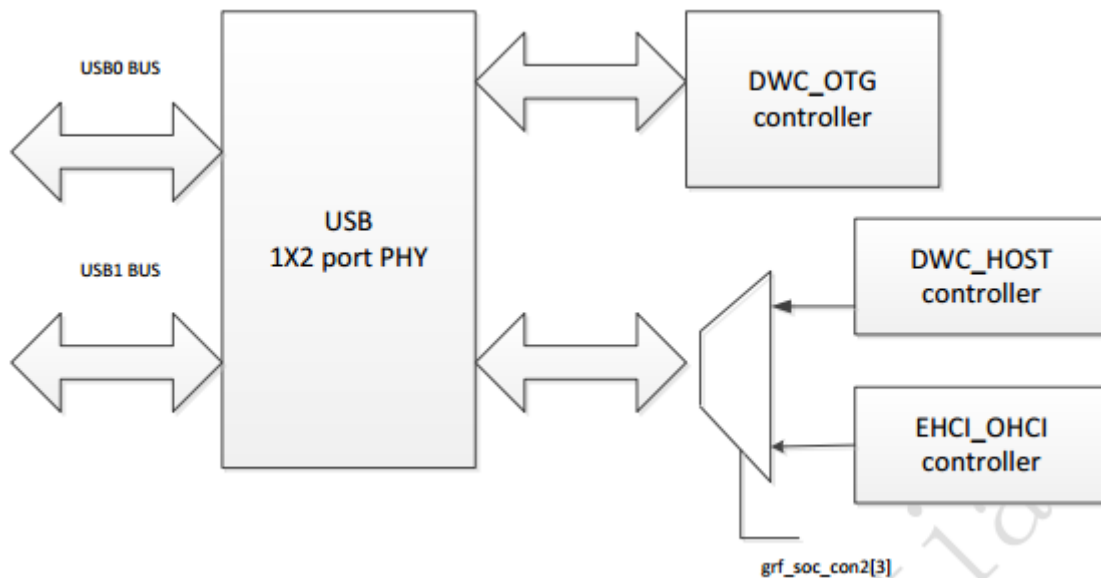 USB0 BUS
USB1 BUS
USB
1X2 port PHY
DWC_OTG
controller
DWC_HOST
controller
EHCI_OHCI
controller
grf_soc_con2[3]